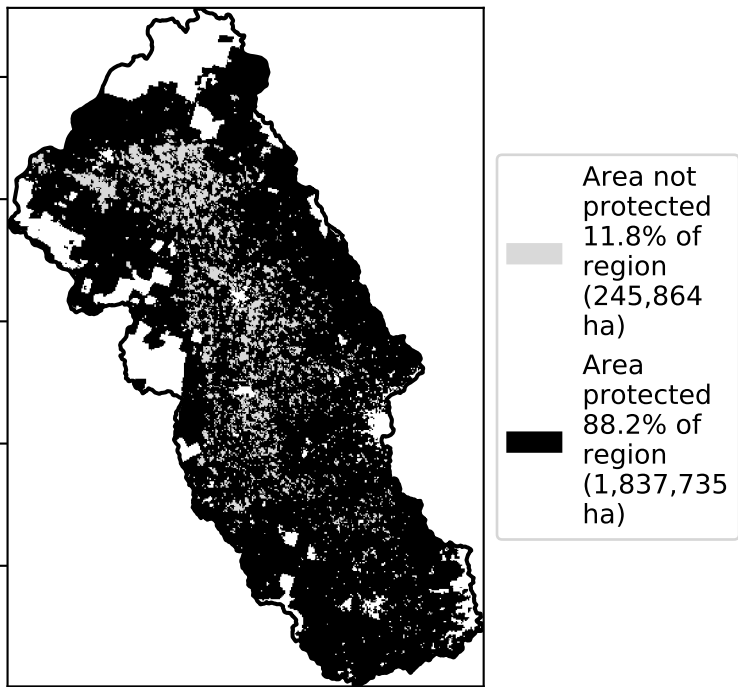 Area not
protected
11.8% of
region
(245,864
ha)
Area
protected
88.2% of
region
(1,837,735
ha)